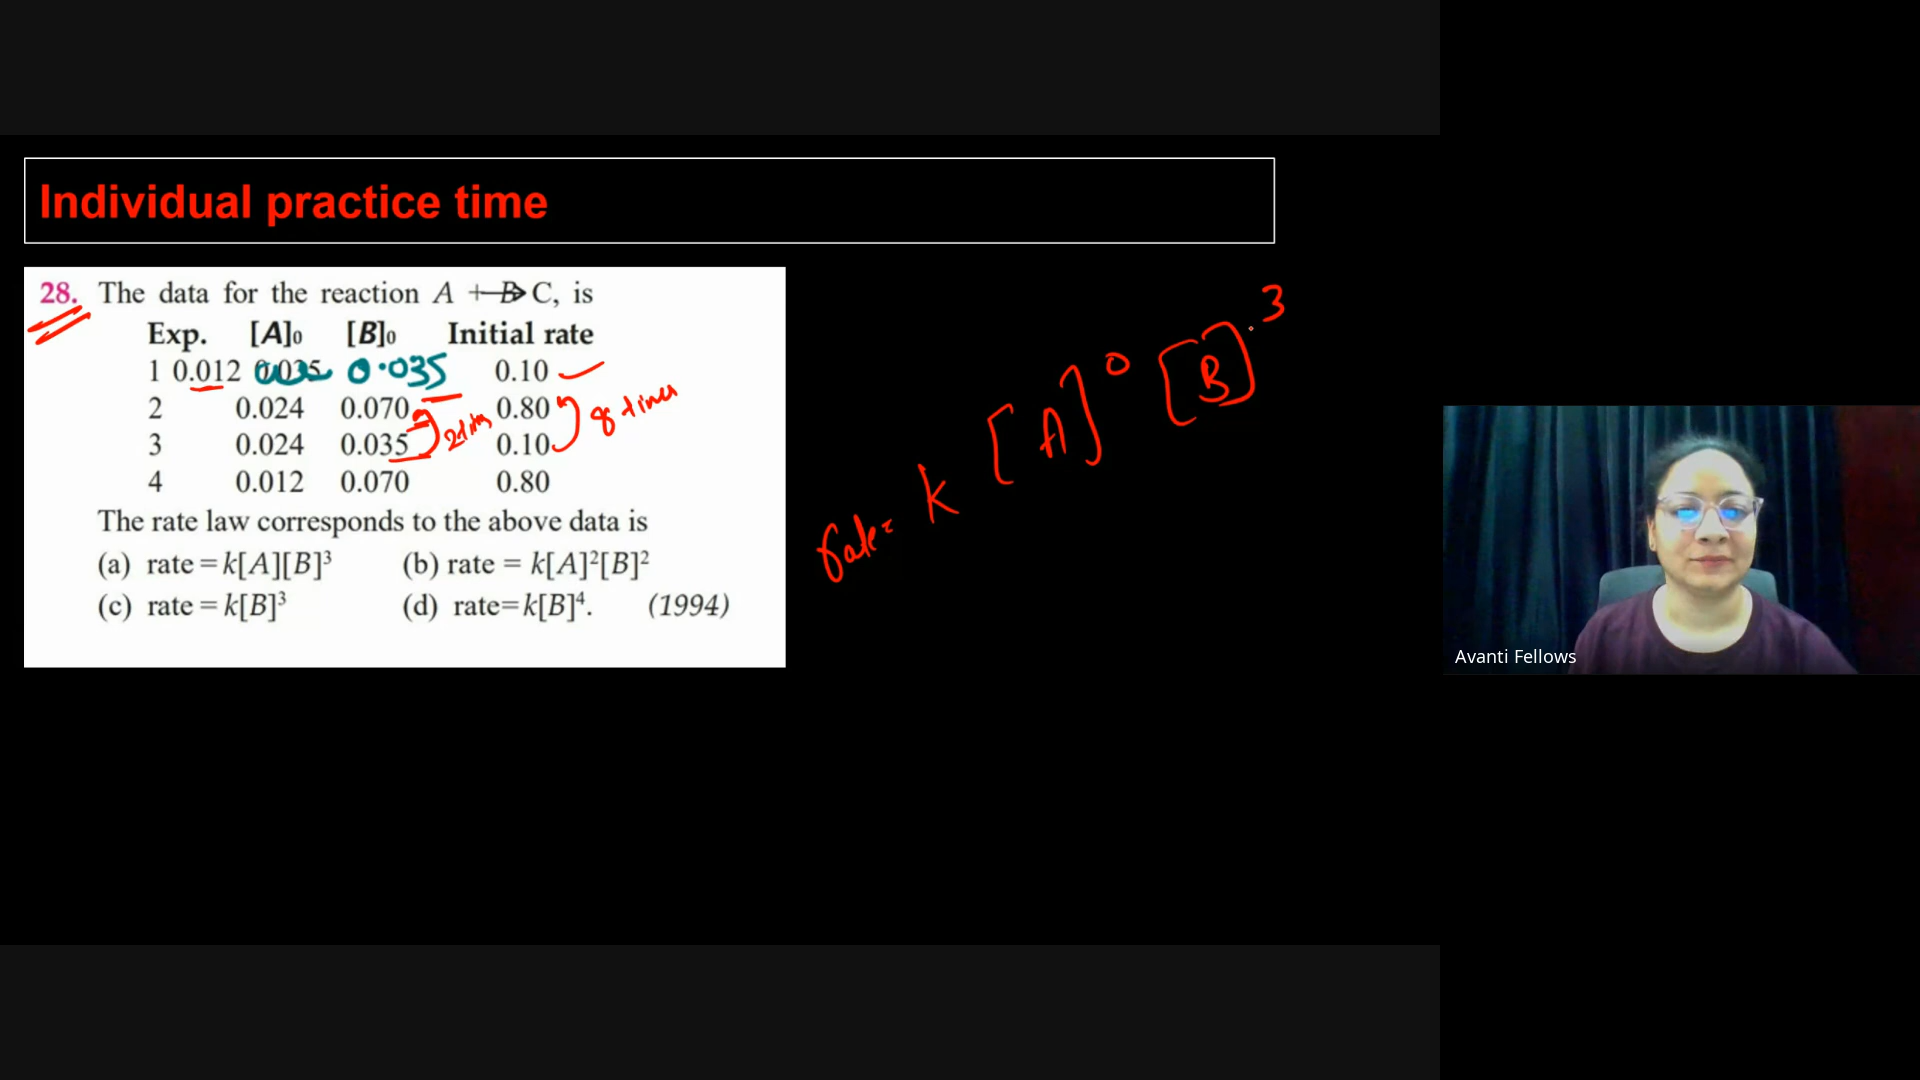 Individual practice time
28. The data for the reaction A + B → C, is
Exp. [A]₀ [B]₀ Initial rate
1 0.012 0.035 0.035 0.10
2 0.024 0.070 0.80
3 0.024 0.035 0.10
4 0.012 0.070 0.80
2times
8 times
The rate law corresponds to the above data is
(a) rate = k[A][B]³ (b) rate = k[A]²[B]²
(c) rate = k[B]³ (d) rate=k[B]⁴. (1994)
Rate = k [A]⁰ [B]³
Avanti Fellows